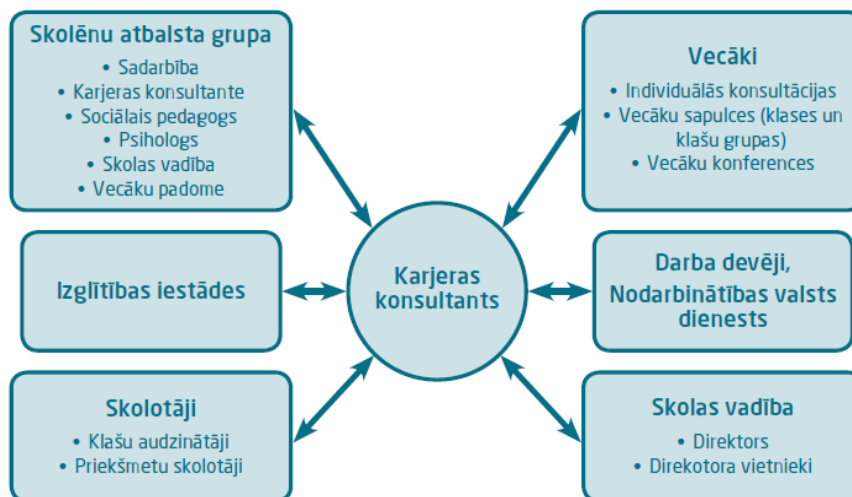 Skolēnu atbalsta grupa
• Sadarbība
• Karjeras konsultante
• Sociālais pedagogs
• Psihologs
• Skolas vadība
• Vecāku padome
Vecāki
• Individuālās konsultācijas
• Vecāku sapulces (klases un
klašu grupas)
• Vecāku konferences
Izglītības iestādes
Karjeras
konsultants
Darba devēji,
Nodarbinātības valsts
dienests
Skolotāji
• Klašu audzinātāji
• Priekšmetu skolotāji
Skolas vadība
• Direktors
• Direkotora vietnieki